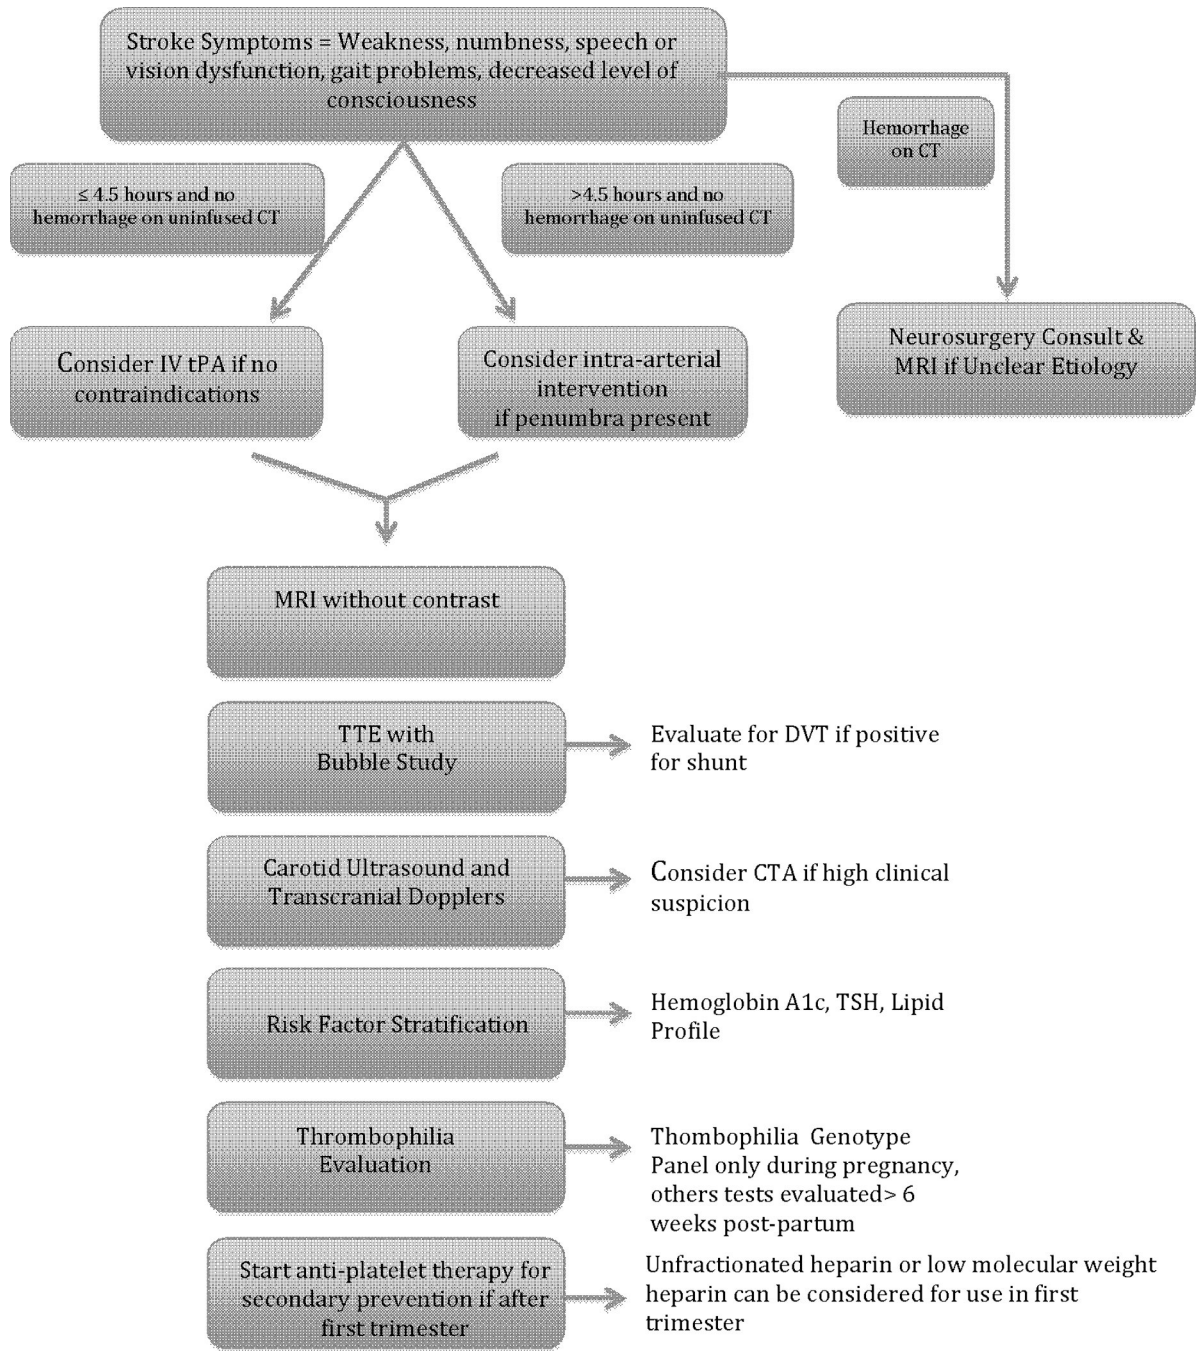 Stroke Symptoms = Weakness, numbness, speech or
vision dysfunction, gait problems, decreased level of
consciousness
Hemorrhage
on CT
≤ 4.5 hours and no
hemorrhage on uninfused CT
>4.5 hours and no
hemorrhage on uninfused CT
Consider IV tPA if no
contraindications
Consider intra-arterial
intervention
if penumbra present
Neurosurgery Consult &
MRI if Unclear Etiology
MRI without contrast
TTE with
Bubble Study
Evaluate for DVT if positive
for shunt
Carotid Ultrasound and
Transcranial Dopplers
Consider CTA if high clinical
suspicion
Risk Factor Stratification
Hemoglobin A1c, TSH, Lipid
Profile
Thrombophilia
Evaluation
Thombophilia Genotype
Panel only during pregnancy,
others tests evaluated> 6
weeks post-partum
Start anti-platelet therapy for
secondary prevention if after
first trimester
Unfractionated heparin or low molecular weight
heparin can be considered for use in first
trimester